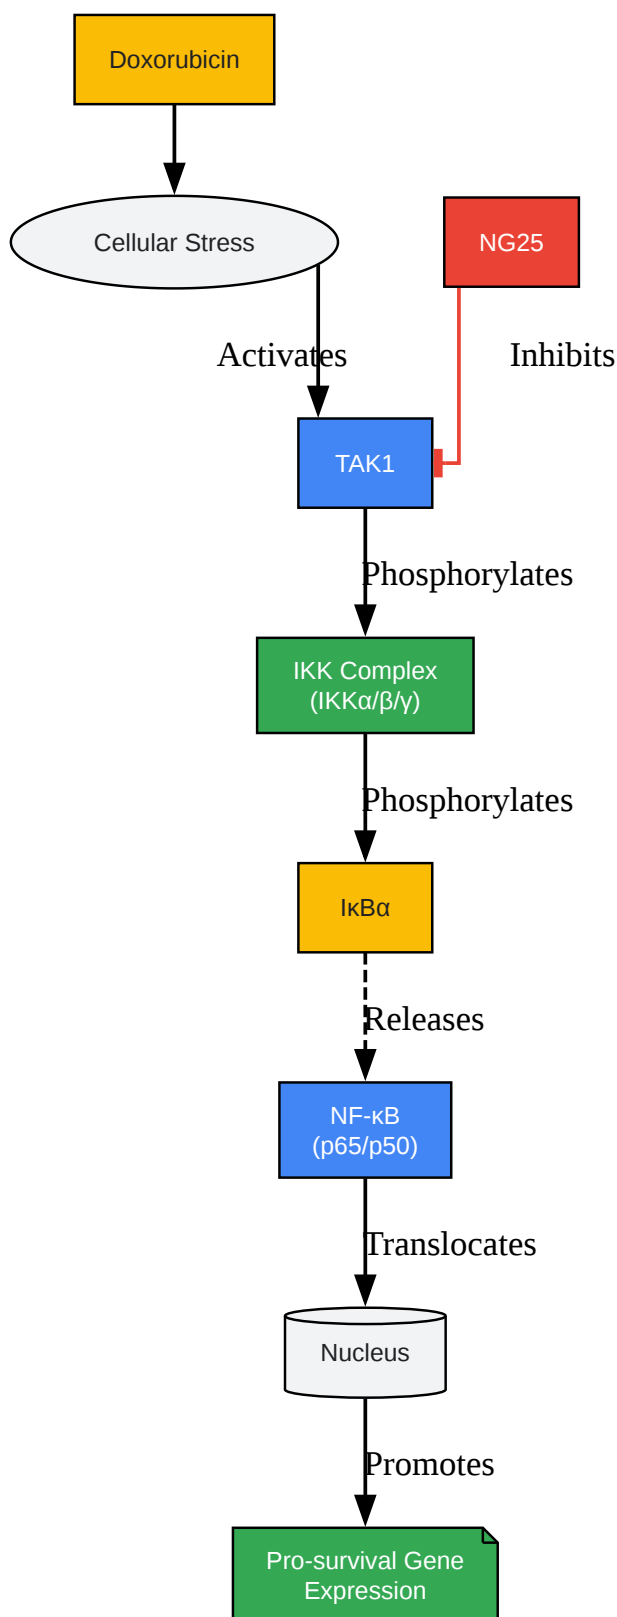 Doxorubicin
Cellular Stress
NG25
Activates
Inhibits
TAK1
Phosphorylates
IKK Complex
(IKKα/β/γ)
Phosphorylates
IκBα
Releases
NF-κB
(p65/p50)
Translocates
Nucleus
Promotes
Pro-survival Gene
Expression